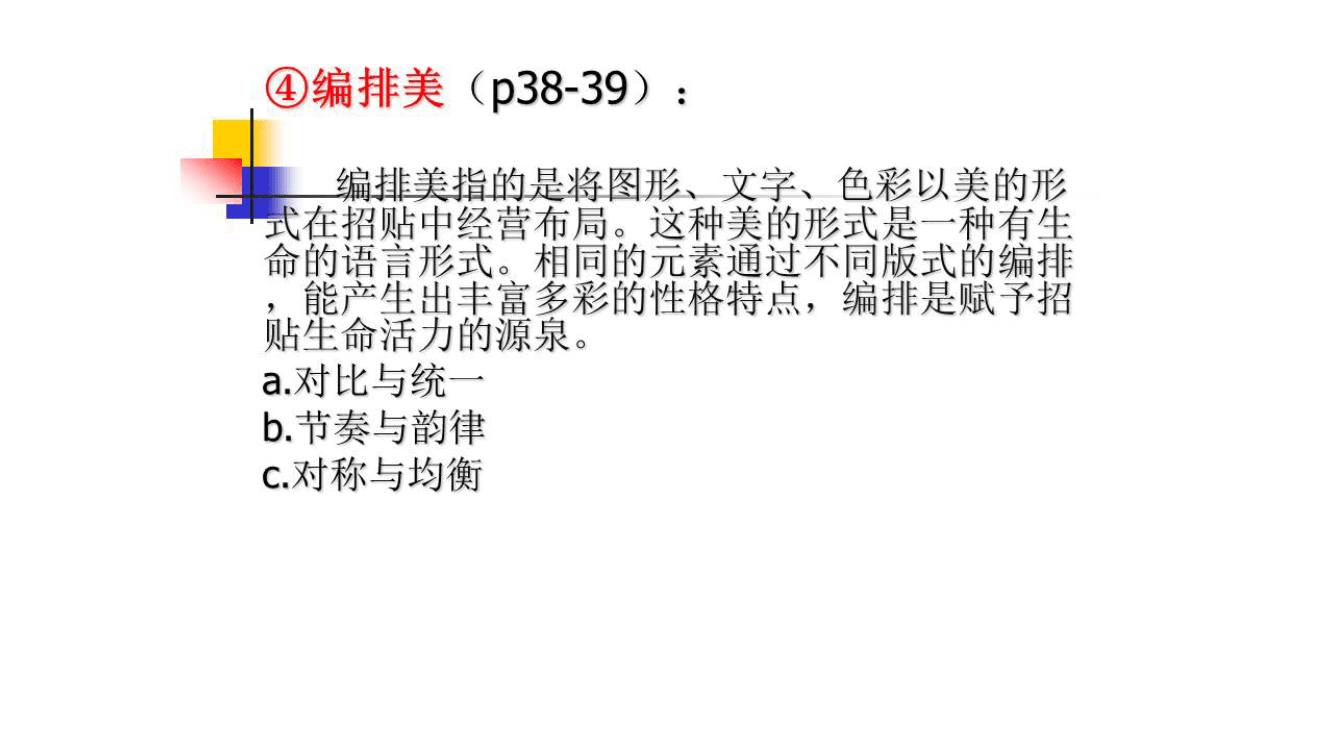 ④编排美（p38-39）：
编排美指的是将图形、文字、色彩以美的形
式在招贴中经营布局。这种美的形式是一种有生
命的语言形式。相同的元素通过不同版式的编排
，能产生出丰富多彩的性格特点，编排是赋予招
贴生命活力的源泉。
a.对比与统一
b.节奏与韵律
c.对称与均衡